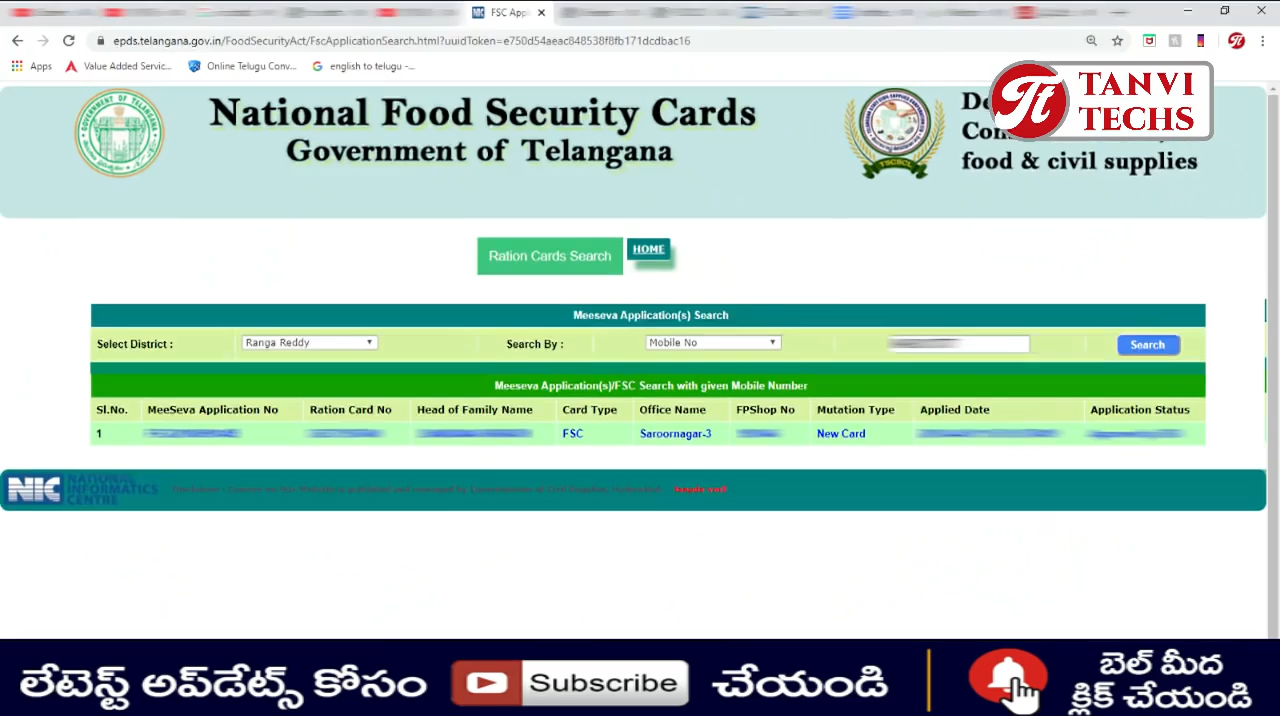 FSC App
epds.telangana.gov.in/FoodSecurityAct/FscApplicationSearch.html?uuidToken=e750d54aeac848538f8fb171dcdbac16
Apps Value Added Servic... Online Telugu Conv... english to telugu -...
National Food Security Cards
Government of Telangana
food & civil supplies
TANVI
TECHS
Ration Cards Search HOME
Meeseva Application(s) Search
Select District : Ranga Reddy Search By : Mobile No Search
Meeseva Application(s)/FSC Search with given Mobile Number
Sl.No. MeeSeva Application No Ration Card No Head of Family Name Card Type Office Name FPShop No Mutation Type Applied Date Application Status
1 FSC Saroornagar-3 New Card
NIC NATIONAL
INFORMATICS
CENTRE
లేటెస్ట్ అప్‌డేట్స్ కోసం Subscribe చేయండి
బెల్ మీద
క్లిక్ చేయండి